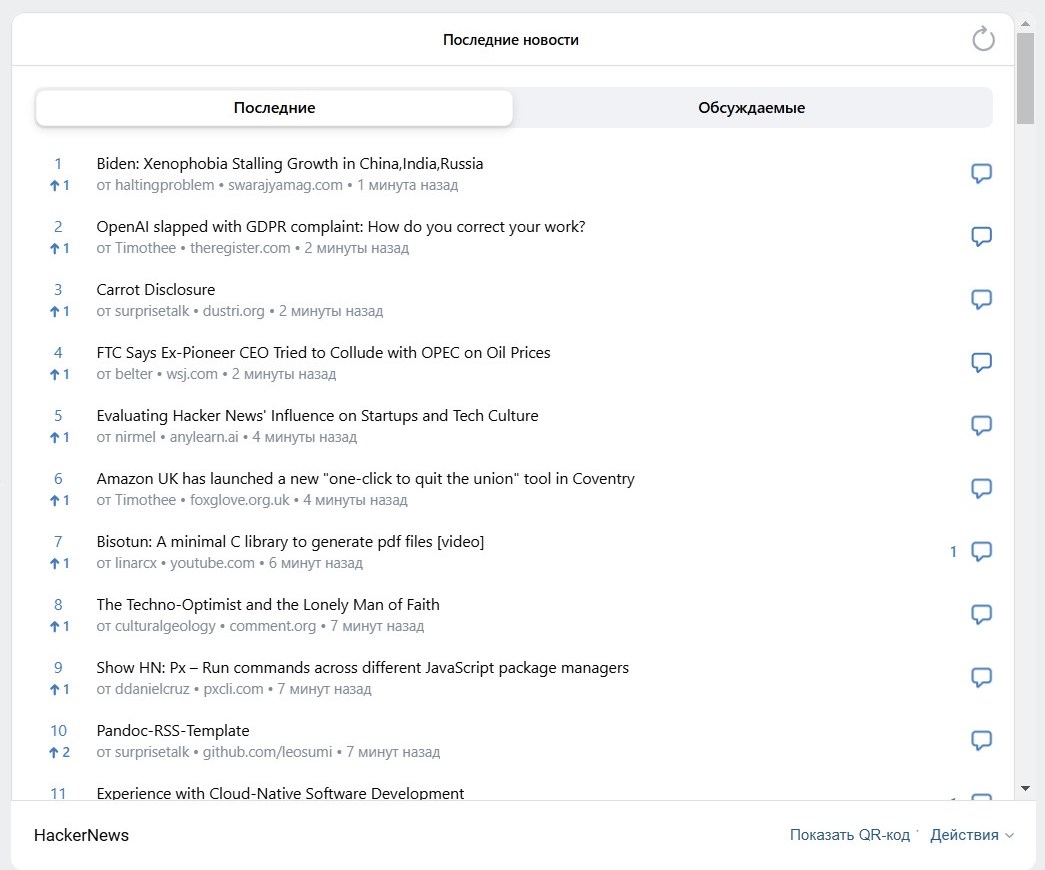 Последние новости
Последние Обсуждаемые
1 Biden: Xenophobia Stalling Growth in China,India,Russia
1 от haltingproblem • swarajyamag.com • 1 минута назад
2 OpenAI slapped with GDPR complaint: How do you correct your work?
1 от Timothee • theregister.com • 2 минуты назад
3 Carrot Disclosure
1 от surprisetalk • dustri.org • 2 минуты назад
4 FTC Says Ex-Pioneer CEO Tried to Collude with OPEC on Oil Prices
1 от belter • wsj.com • 2 минуты назад
5 Evaluating Hacker News' Influence on Startups and Tech Culture
1 от nirmel • anylearn.ai • 4 минуты назад
6 Amazon UK has launched a new "one-click to quit the union" tool in Coventry
1 от Timothee • foxglove.org.uk • 4 минуты назад
7 Bisotun: A minimal C library to generate pdf files [video]
1 от linarcx • youtube.com • 6 минут назад 1
8 The Techno-Optimist and the Lonely Man of Faith
1 от culturalgeology • comment.org • 7 минут назад
9 Show HN: Px – Run commands across different JavaScript package managers
1 от ddanielcruz • pxcli.com • 7 минут назад
10 Pandoc-RSS-Template
2 от surprisetalk • github.com/leosumi • 7 минут назад
11 Experience with Cloud-Native Software Development
HackerNews Показать QR-код · Действия